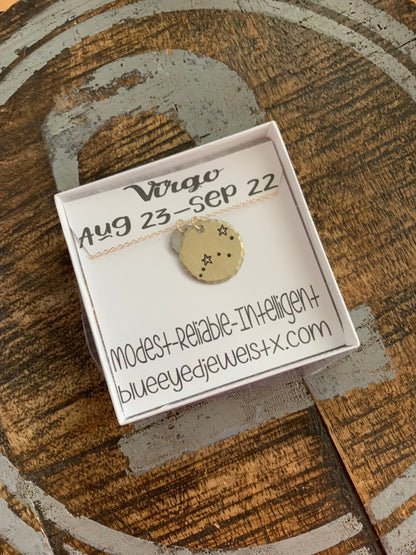 Virgo
Aug 23-Sep 22
Modest-Reliable-Intelligent
blueeyedjewelstx.com